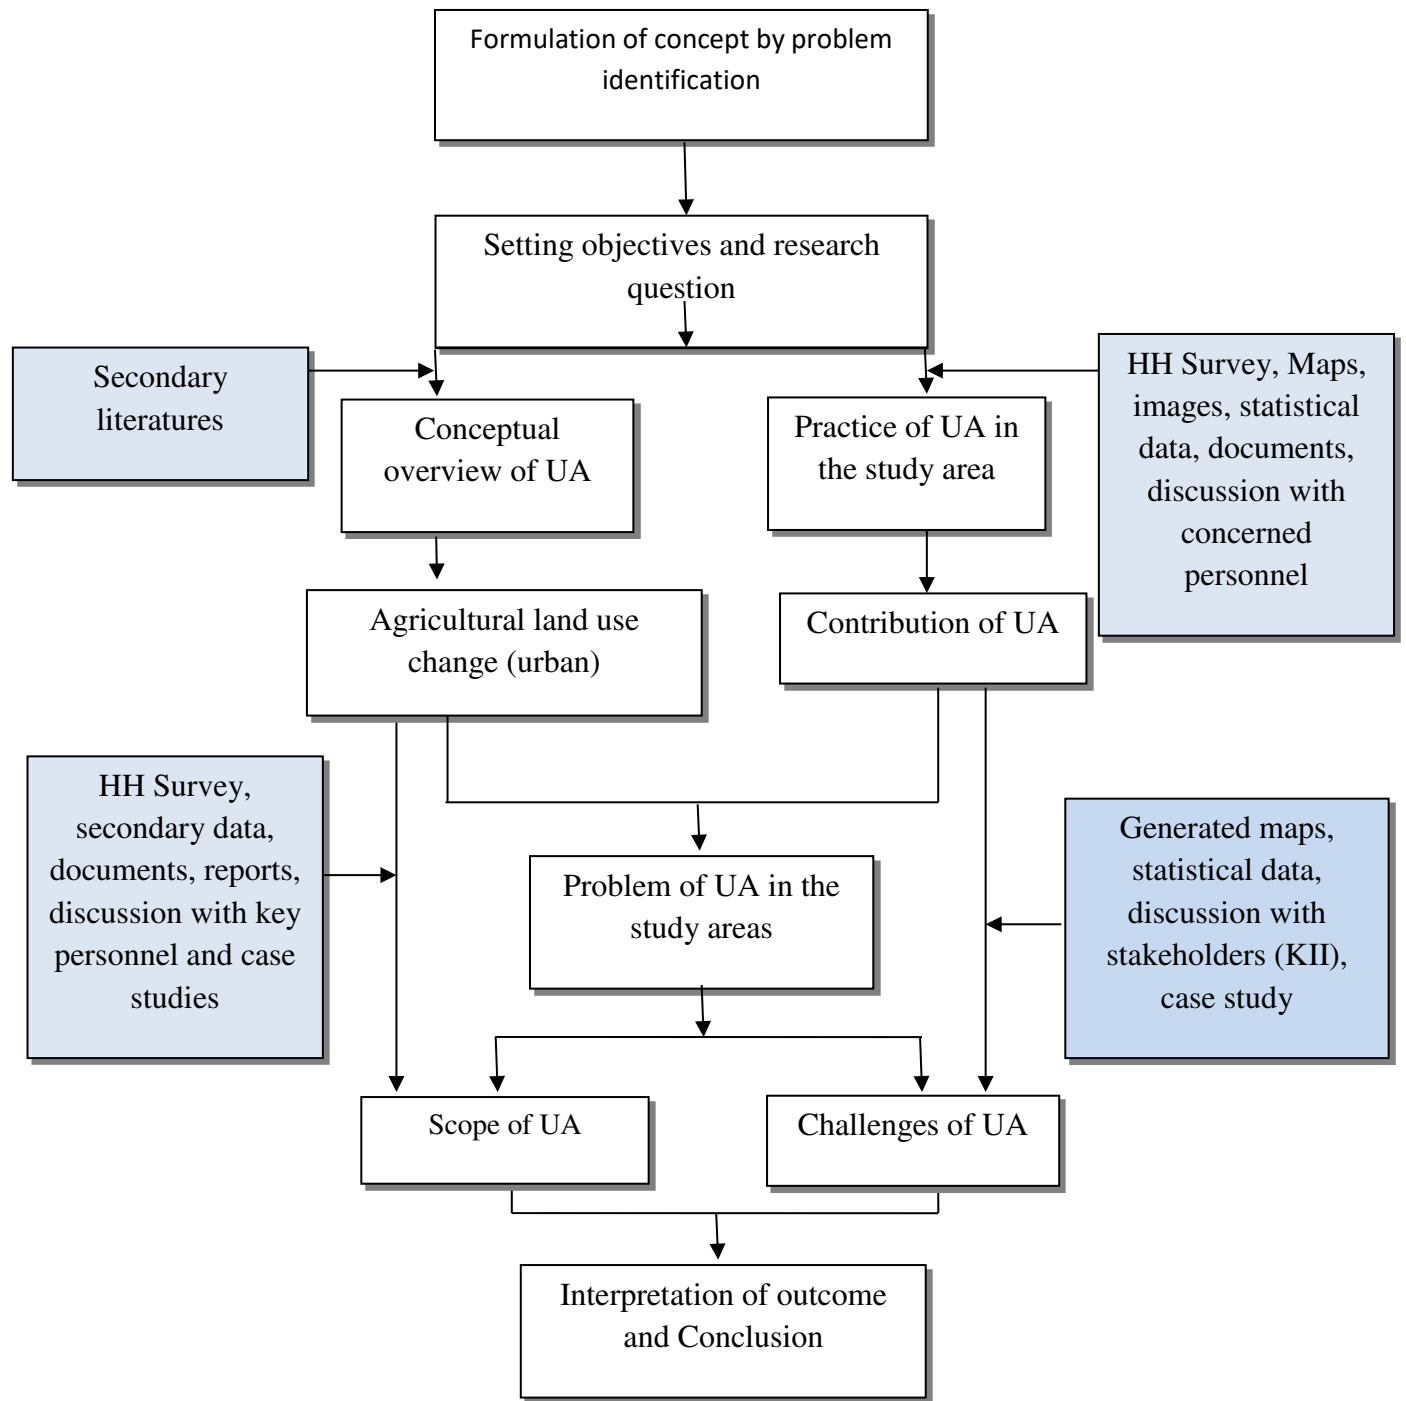 Formulation of concept by problem
identification
Setting objectives and research
question
Secondary
literatures
HH Survey, Maps,
images, statistical
data, documents,
discussion with
concerned
personnel
Conceptual
overview of UA
Practice of UA in
the study area
Agricultural land use
change (urban)
Contribution of UA
HH Survey,
secondary data,
documents, reports,
discussion with key
personnel and case
studies
Generated maps,
statistical data,
discussion with
stakeholders (KII),
case study
Problem of UA in the
study areas
Scope of UA
Challenges of UA
Interpretation of outcome
and Conclusion